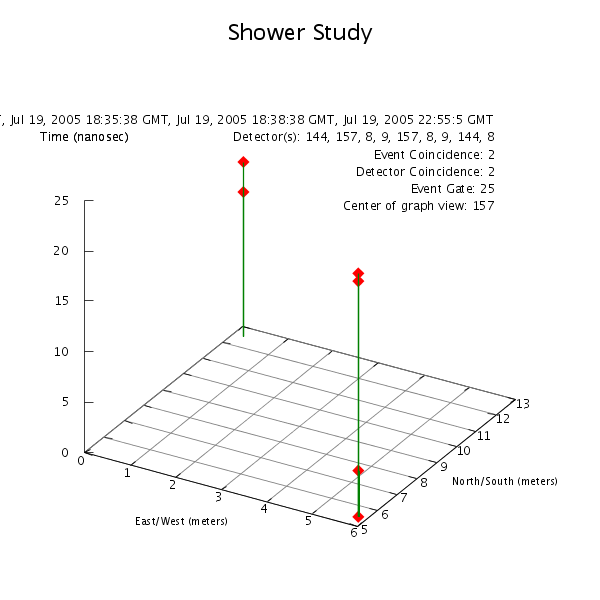 Shower Study
, Jul 19, 2005 18:35:38 GMT, Jul 19, 2005 18:38:38 GMT, Jul 19, 2005 22:55:5 GMT
Time (nanosec)
Detector(s): 144, 157, 8, 9, 157, 8, 9, 144, 8
Event Coincidence: 2
Detector Coincidence: 2
Event Gate: 25
Center of graph view: 157
25
20
15
10
5
0
0
1
2
3
4
5
6
5
6
7
8
9
10
11
12
13
East/West (meters)
North/South (meters)